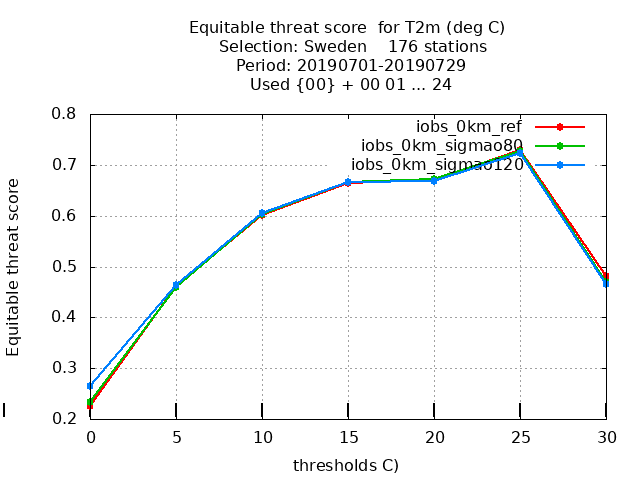 Equitable threat score  for T2m (deg C)
Selection: Sweden    176 stations
Period: 20190701-20190729
Used {00} + 00 01 ... 24
iobs_0km_ref
iobs_0km_sigmao80
iobs_0km_sigmao120
Equitable threat score
0.8
0.7
0.6
0.5
0.4
0.3
0.2
0 5 10 15 20 25 30
thresholds C)